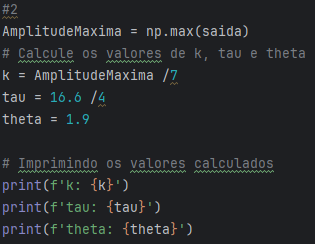 #2
AmplitudeMaxima = np.max(saida)
# Calcule os valores de k, tau e theta
k = AmplitudeMaxima /7
tau = 16.6 /4
theta = 1.9
# Imprimindo os valores calculados
print(f'k: {k}')
print(f'tau: {tau}')
print(f'theta: {theta}')